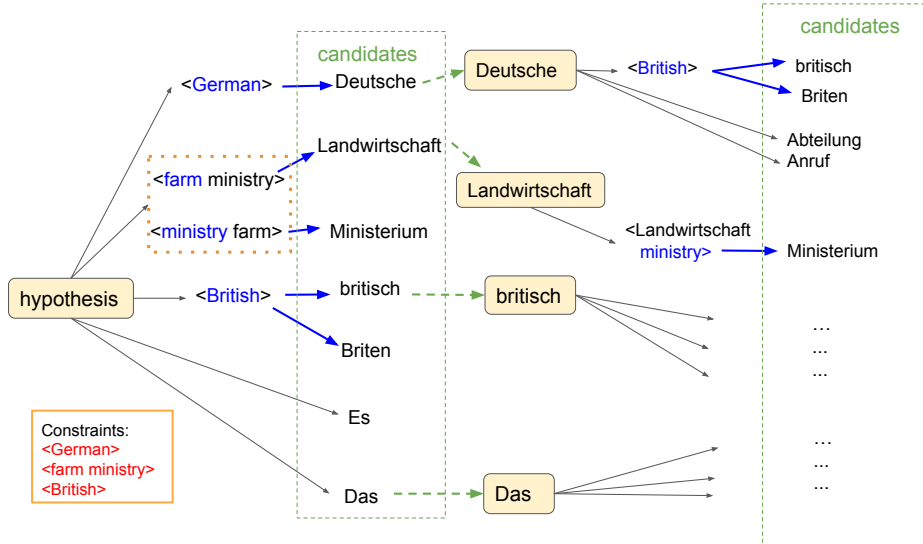 candidates
candidates
<German>
Deutsche
Deutsche
<British>
britisch
Briten
Abteilung
Anruf
Landwirtschaft
<farm ministry>
Landwirtschaft
<ministry farm>
Ministerium
<Landwirtschaft
ministry>
Ministerium
hypothesis
<British>
britisch
britisch
Briten
...
...
...
Es
Constraints:
<German>
<farm ministry>
<British>
Das
Das
...
...
...